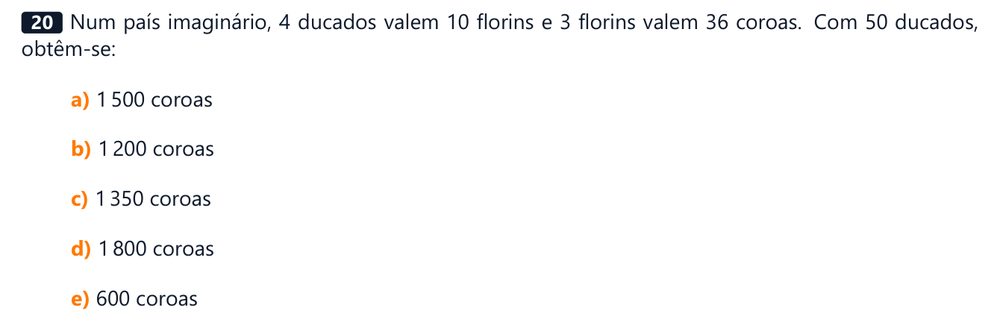 20 Num país imaginário, 4 ducados valem 10 florins e 3 florins valem 36 coroas. Com 50 ducados,
obtêm-se:
a) 1 500 coroas
b) 1 200 coroas
c) 1 350 coroas
d) 1 800 coroas
e) 600 coroas